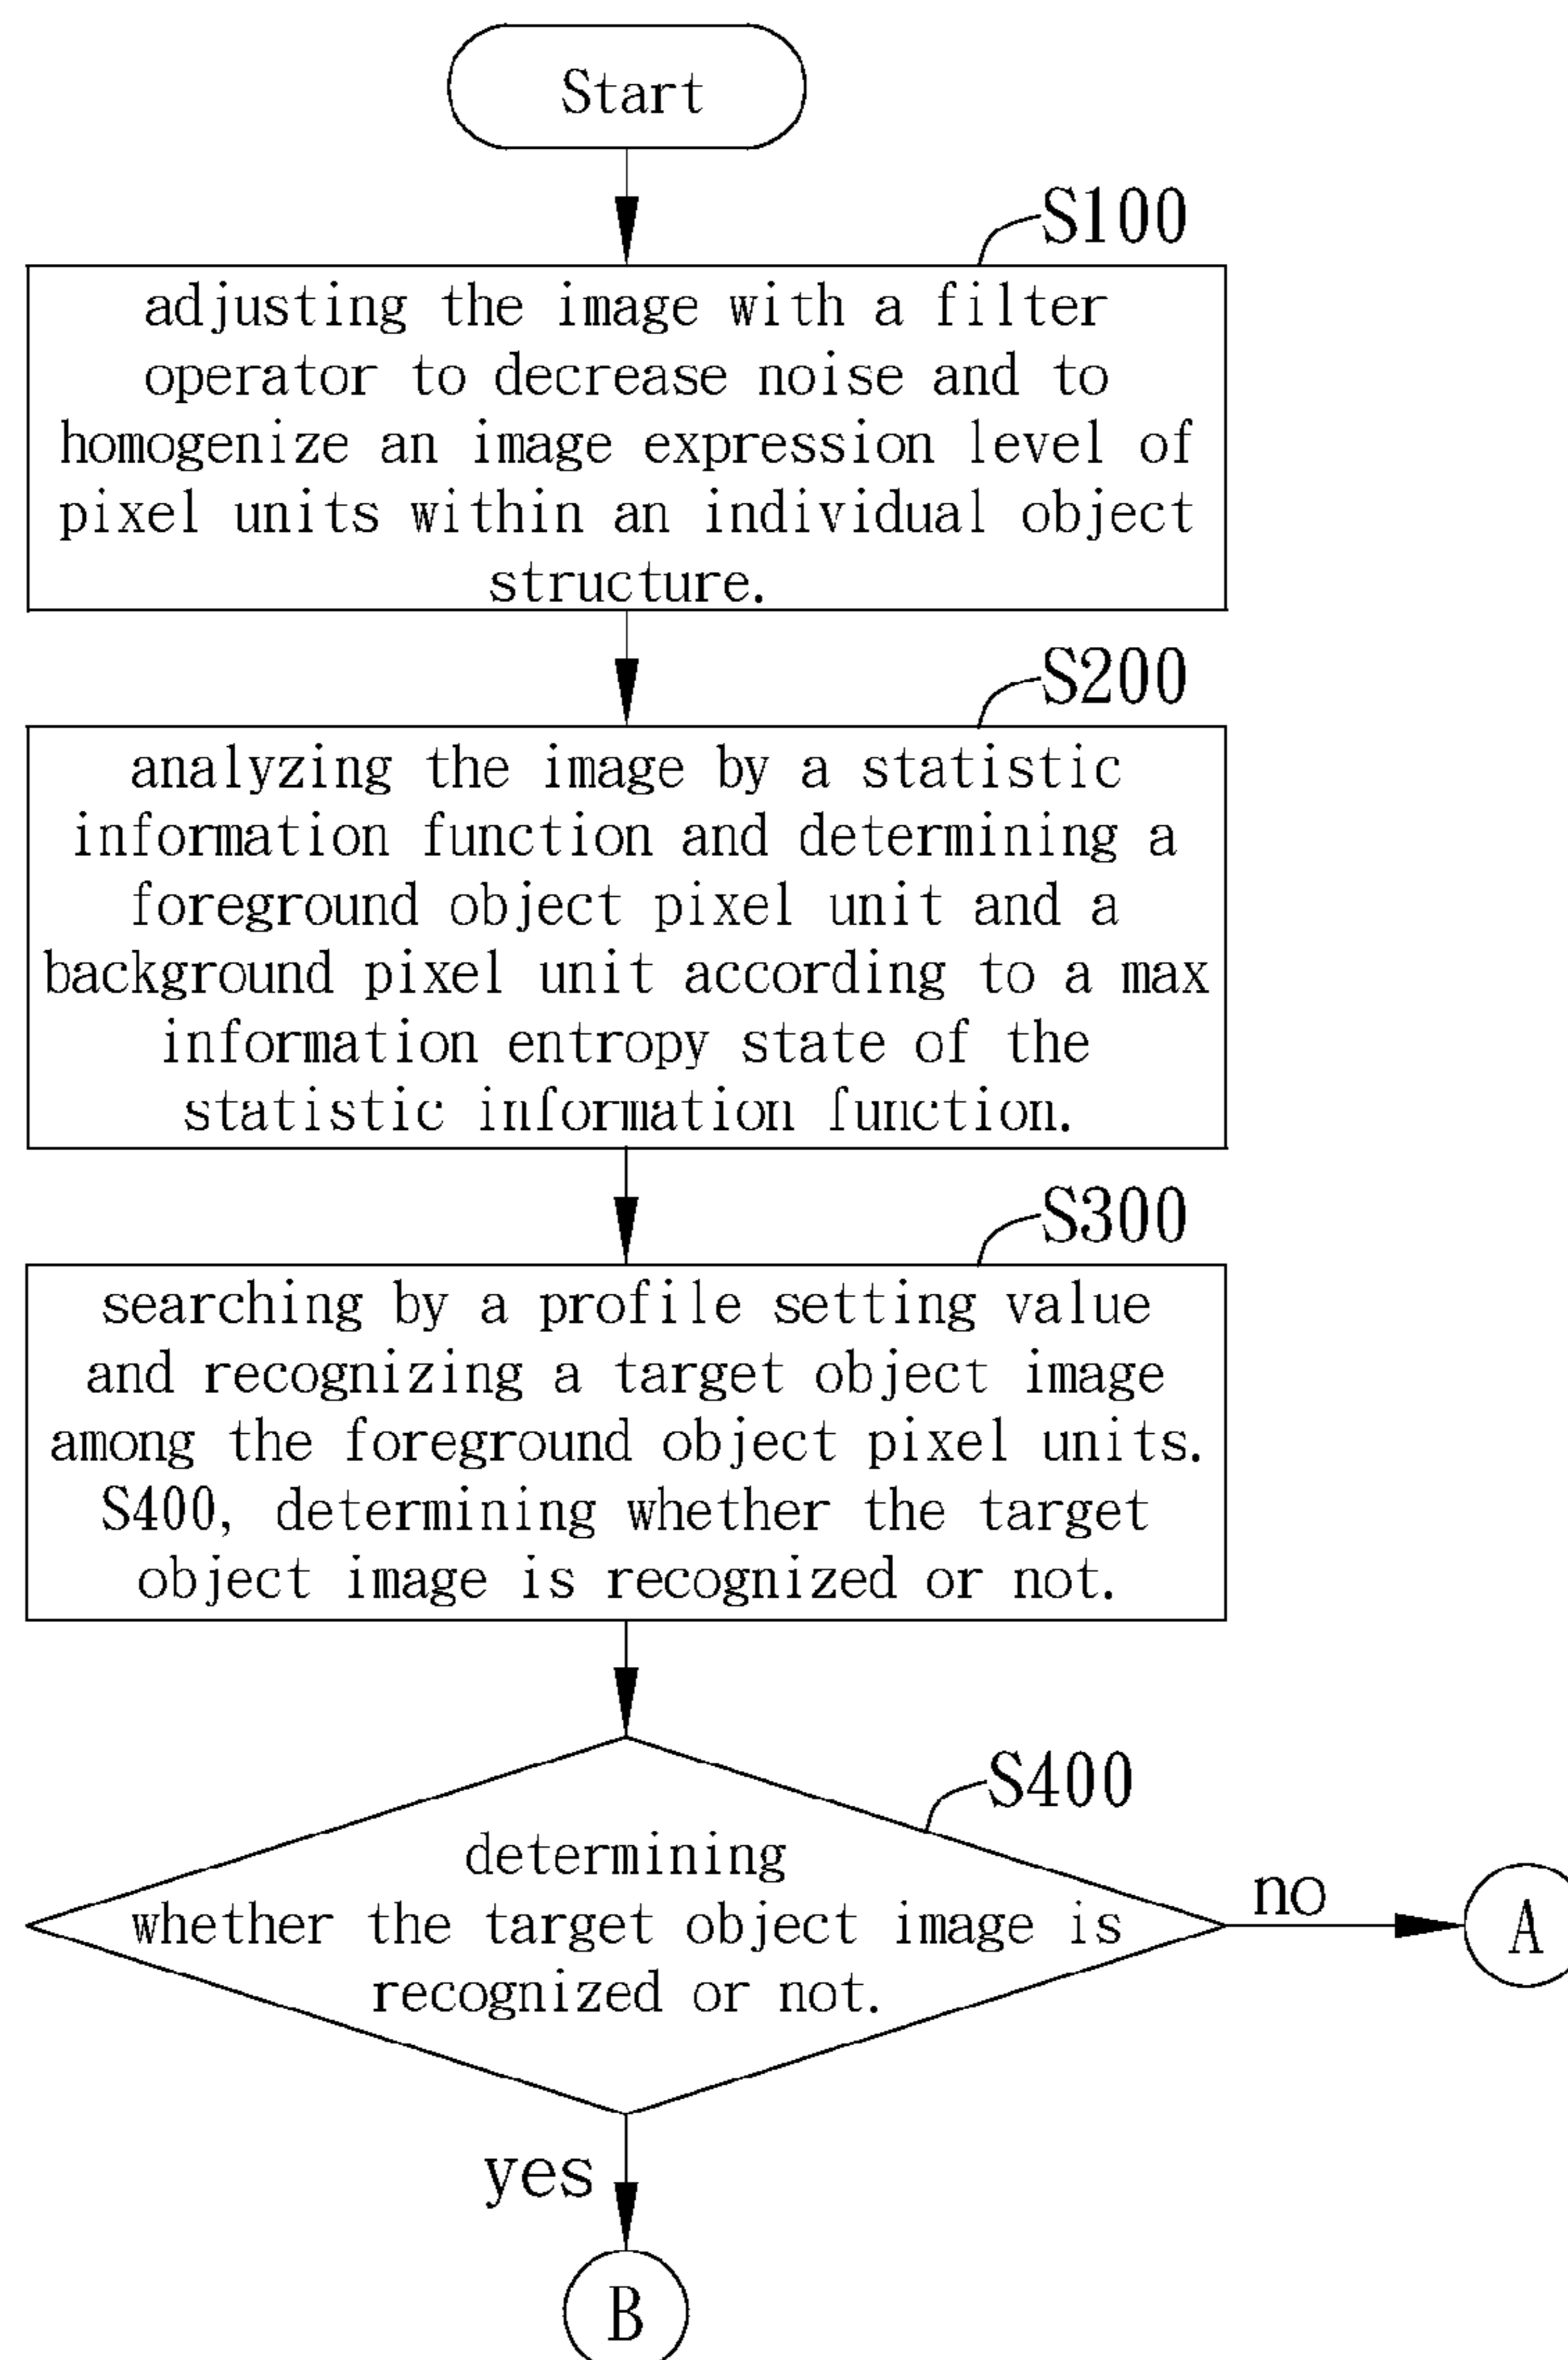 Start
S100
adjusting the image with a filter
operator to decrease noise and to
homogenize an image expression level of
pixel units within an individual object
structure.
S200
analyzing the image by a statistic
information function and determining a
foreground object pixel unit and a
background pixel unit according to a max
information entropy state of the
statistic information function.
S300
searching by a profile setting value
and recognizing a target object image
among the foreground object pixel units.
S400, determining whether the target
object image is recognized or not.
S400
determining
whether the target object image is
recognized or not.
no
A
yes
B